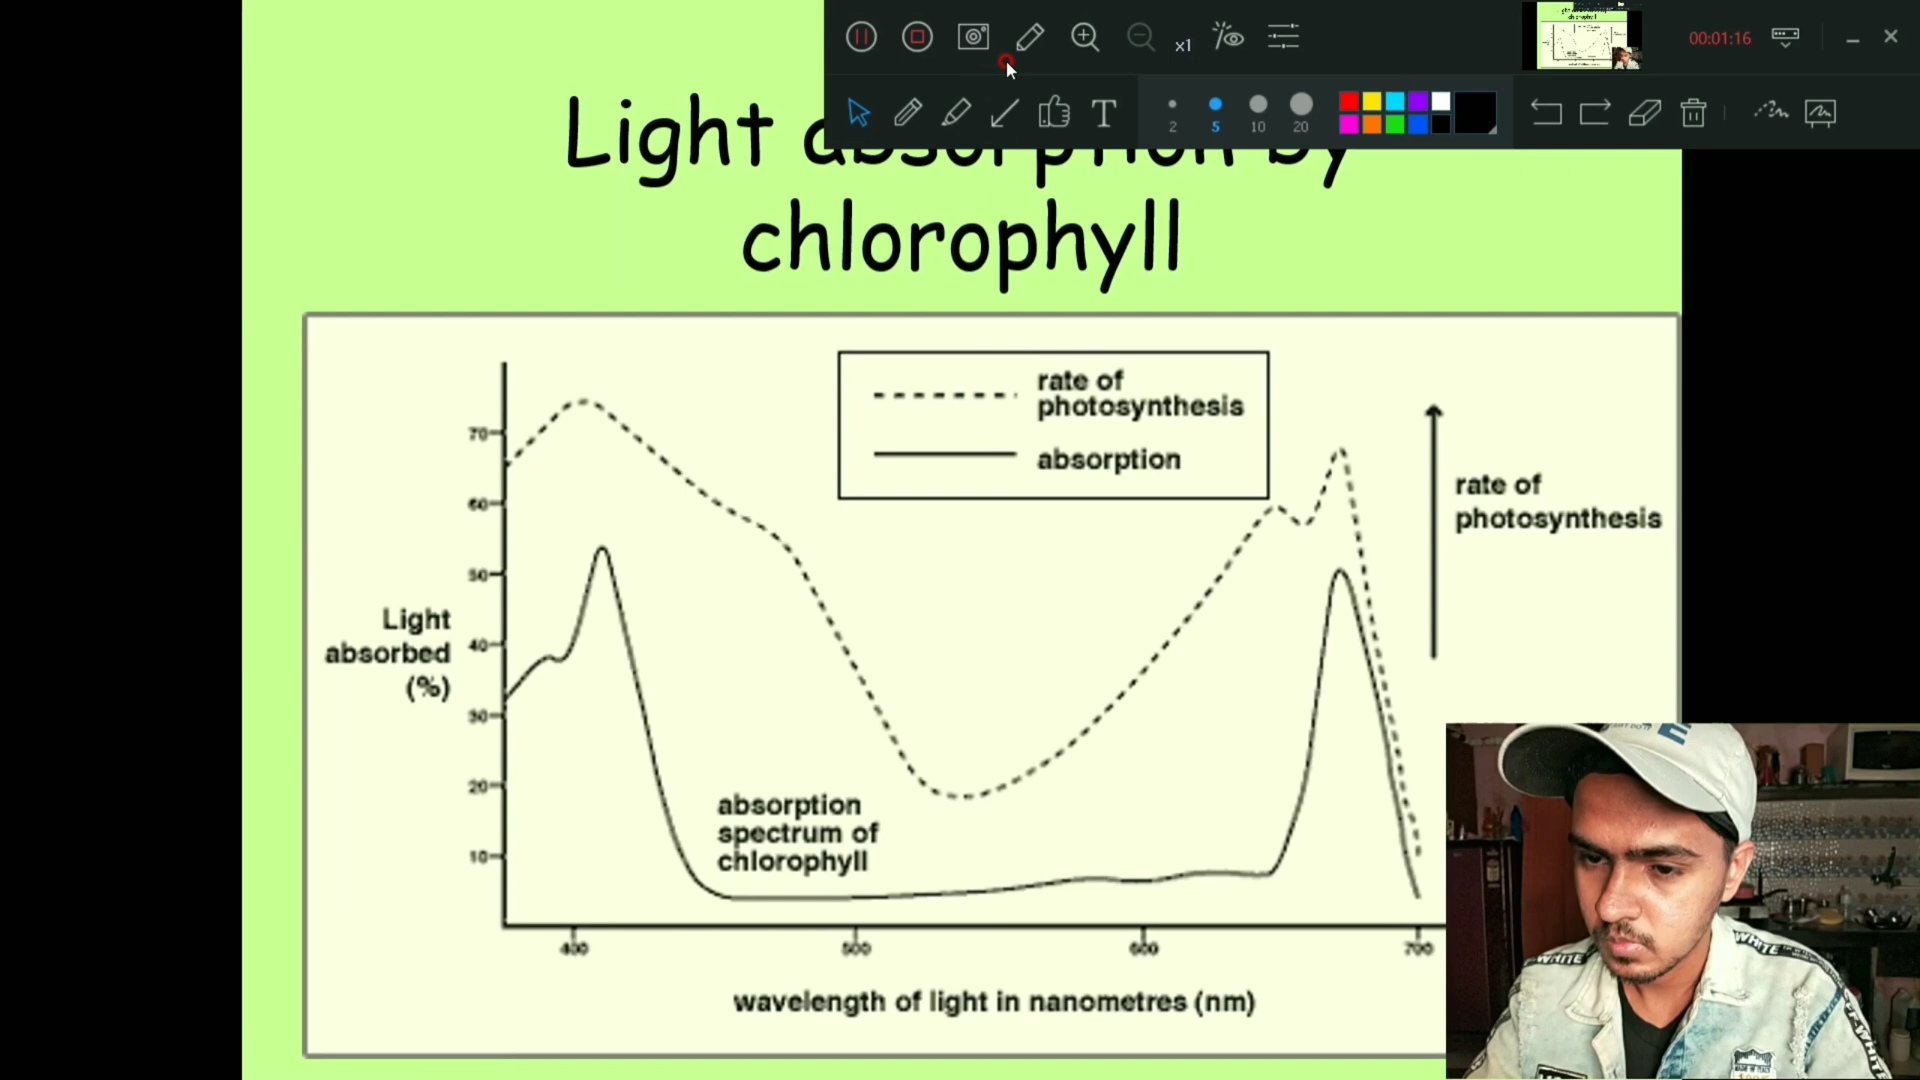 x1
00:01:16
T
2
5
10
20
Light absorption by
chlorophyll
rate of
photosynthesis
absorption
rate of
photosynthesis
70
60
50
40
30
20
10
Light
absorbed
(%)
absorption
spectrum of
chlorophyll
400
500
600
700
wavelength of light in nanometres (nm)
WHITE
WHITE